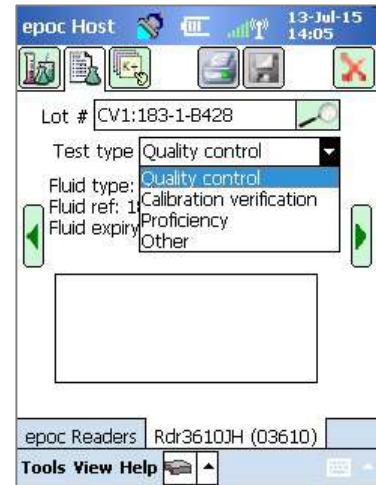 epoc Host 13-Jul-15
14:05
K+
Lot # CV1:183-1-B428
Test type Quality control
Quality control
Calibration verification
Proficiency
Other
Fluid type:
Fluid ref:
Fluid expiry
epoc Readers Rdr3610JH (03610)
Tools View Help